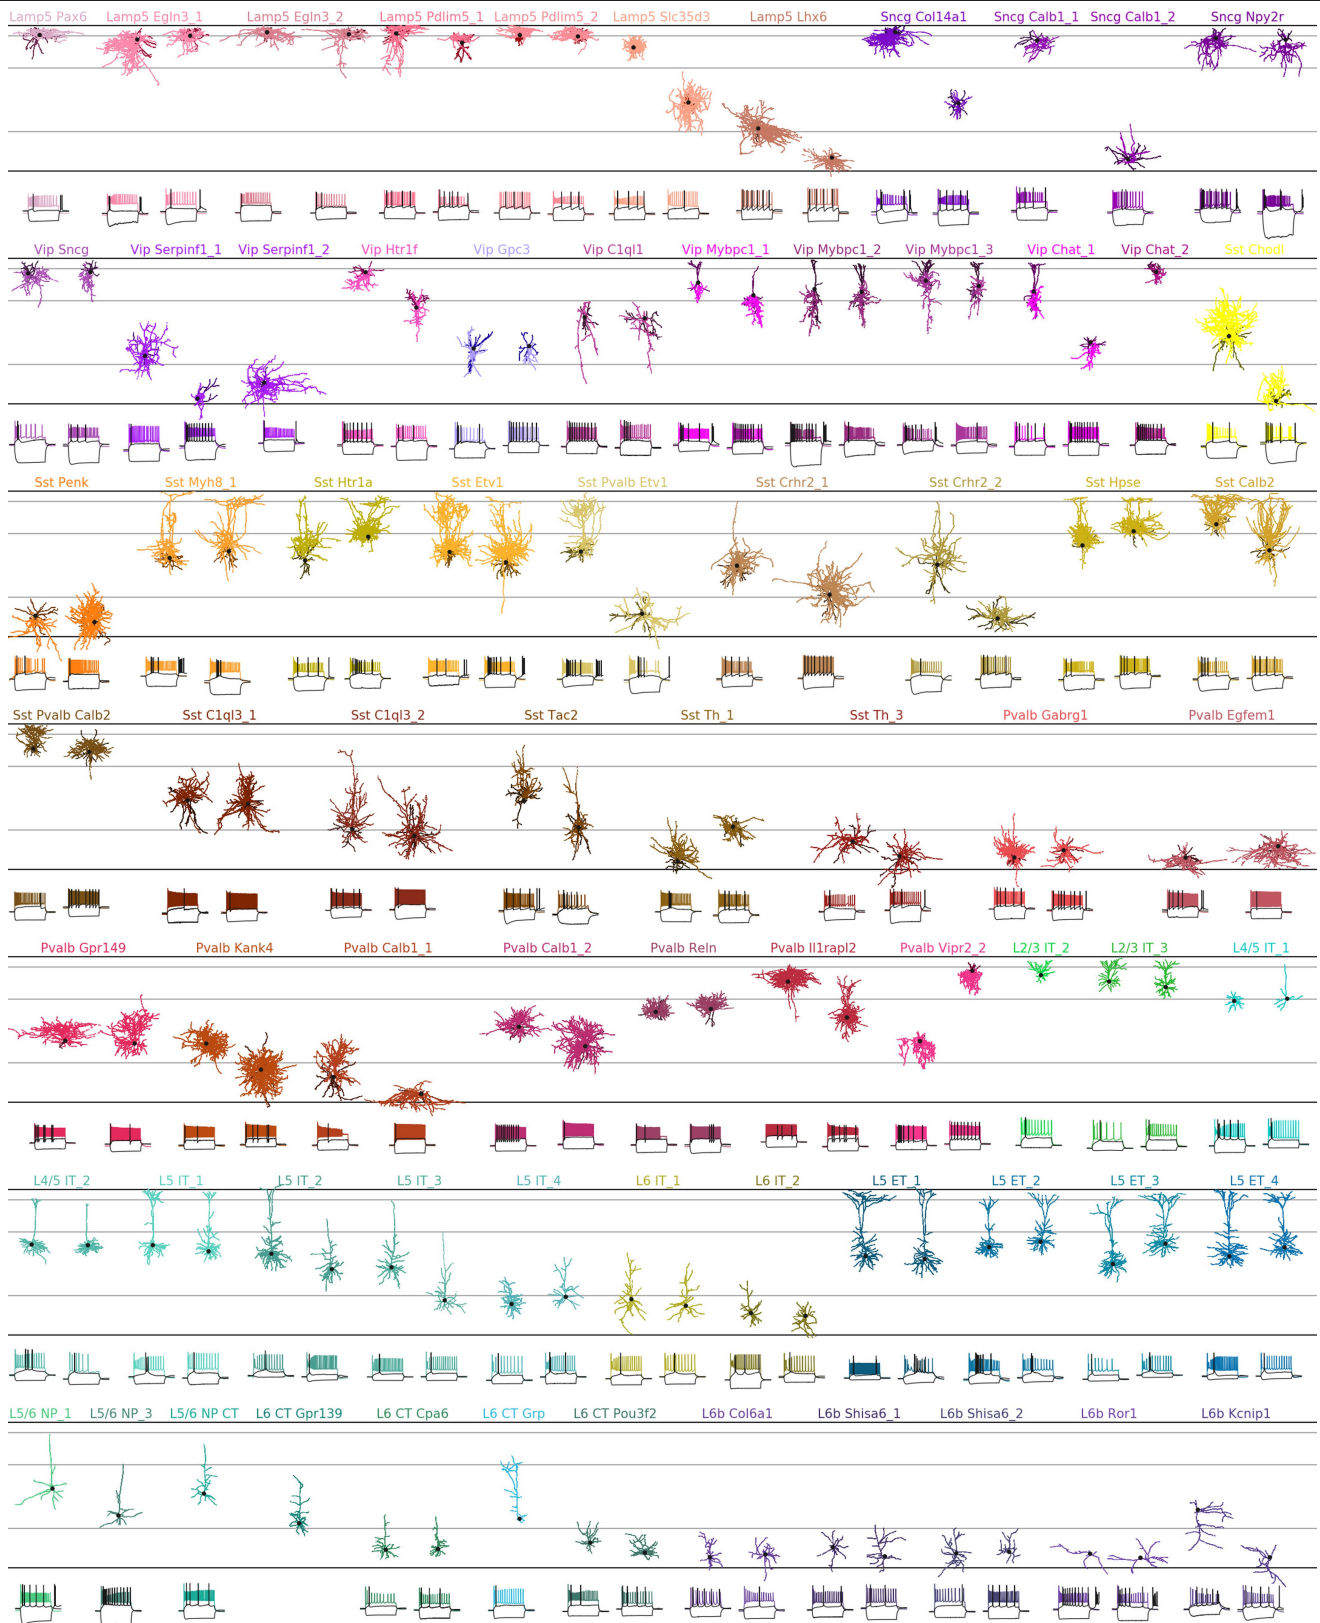 Lamp5 Pax6 Lamp5 Egln3_1 Lamp5 Egln3_2 Lamp5 Pdlim5_1 Lamp5 Pdlim5_2 Lamp5 Slc35d3 Lamp5 Lhx6 Sncg Col14a1 Sncg Calb1_1 Sncg Calb1_2 Sncg Npy2r
Vip Sncg Vip Serpinf1_1 Vip Serpinf1_2 Vip Htr1f Vip Gpc3 Vip C1ql1 Vip Mybpc1_1 Vip Mybpc1_2 Vip Mybpc1_3 Vip Chat_1 Vip Chat_2 Sst Chodl
Sst Penk Sst Myh8_1 Sst Htr1a Sst Etv1 Sst Pvalb Etv1 Sst Crhr2_1 Sst Crhr2_2 Sst Hpse Sst Calb2
Sst Pvalb Calb2 Sst C1ql3_1 Sst C1ql3_2 Sst Tac2 Sst Th_1 Sst Th_3 Pvalb Gabrg1 Pvalb Egfem1
Pvalb Gpr149 Pvalb Kank4 Pvalb Calb1_1 Pvalb Calb1_2 Pvalb Reln Pvalb Il1rapl2 Pvalb Vipr2_2 L2/3 IT_2 L2/3 IT_3 L4/5 IT_1
L4/5 IT_2 L5 IT_1 L5 IT_2 L5 IT_3 L5 IT_4 L6 IT_1 L6 IT_2 L5 ET_1 L5 ET_2 L5 ET_3 L5 ET_4
L5/6 NP_1 L5/6 NP_3 L5/6 NP CT L6 CT Gpr139 L6 CT Cpa6 L6 CT Grp L6 CT Pou3f2 L6b Col6a1 L6b Shisa6_1 L6b Shisa6_2 L6b Ror1 L6b Kcnip1